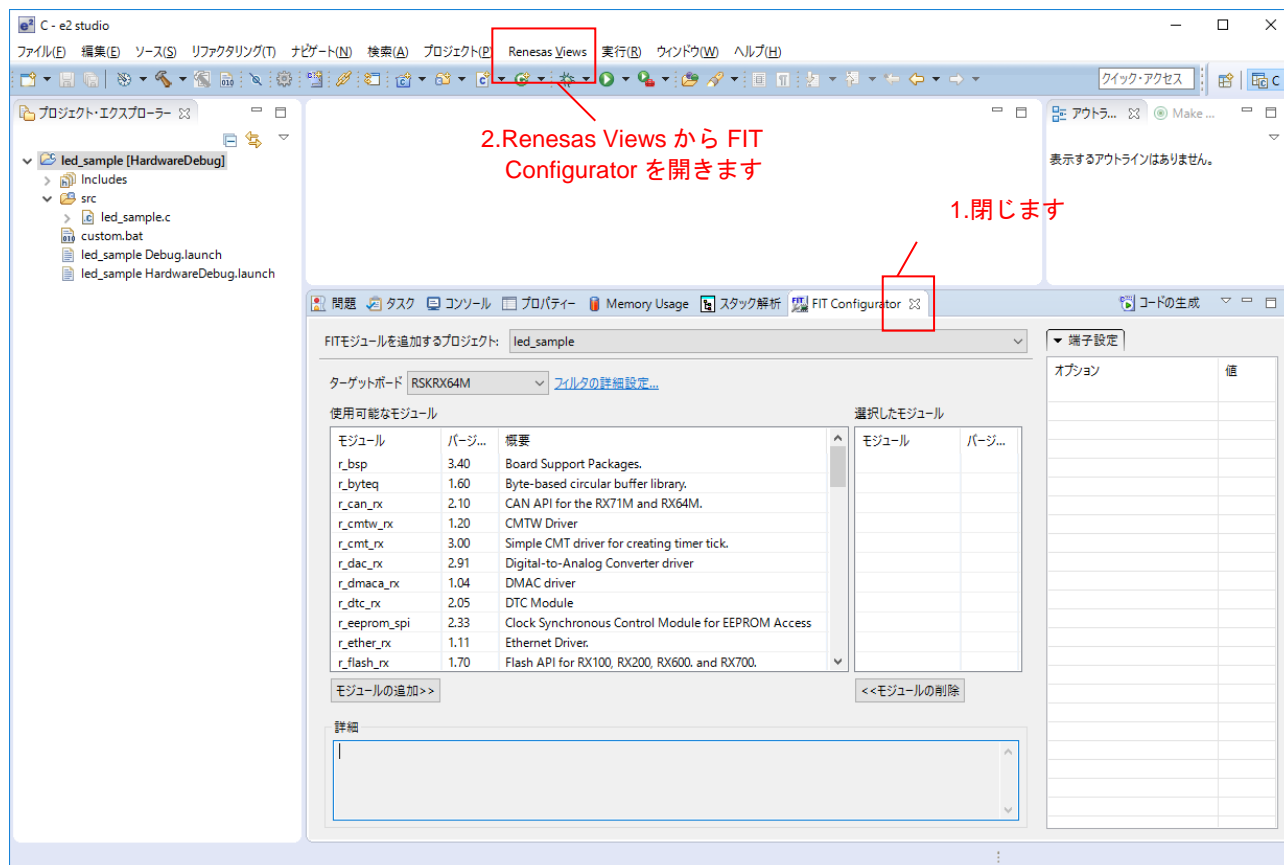 C - e2 studio
ファイル(F) 編集(E) ソース(S) リファクタリング(T) ナビゲート(N) 検索(A) プロジェクト(P) Renesas Views 実行(R) ウィンドウ(W) ヘルプ(H)
クイック・アクセス
C
プロジェクト・エクスプローラー
led_sample [HardwareDebug]
Includes
src
led_sample.c
custom.bat
led_sample Debug.launch
led_sample HardwareDebug.launch
2.Renesas Views から FIT
Configurator を開きます
1.閉じます
アウトラ... Make ...
表示するアウトラインはありません。
問題 タスク コンソール プロパティー Memory Usage スタック解析 FIT Configurator
コードの生成
FITモジュールを追加するプロジェクト: led_sample
ターゲットボード RSKRX64M フィルタの詳細設定...
使用可能なモジュール
モジュール バージ... 概要
r_bsp 3.40 Board Support Packages.
r_byteq 1.60 Byte-based circular buffer library.
r_can_rx 2.10 CAN API for the RX71M and RX64M.
r_cmtw_rx 1.20 CMTW Driver
r_cmt_rx 3.00 Simple CMT driver for creating timer tick.
r_dac_rx 2.91 Digital-to-Analog Converter driver
r_dmaca_rx 1.04 DMAC driver
r_dtc_rx 2.05 DTC Module
r_eeprom_spi 2.33 Clock Synchronous Control Module for EEPROM Access
r_ether_rx 1.11 Ethernet Driver.
r_flash_rx 1.70 Flash API for RX100, RX200, RX600. and RX700.
モジュールの追加>>
選択したモジュール
モジュール バージ...
<<モジュールの削除
詳細
端子設定
オプション 値